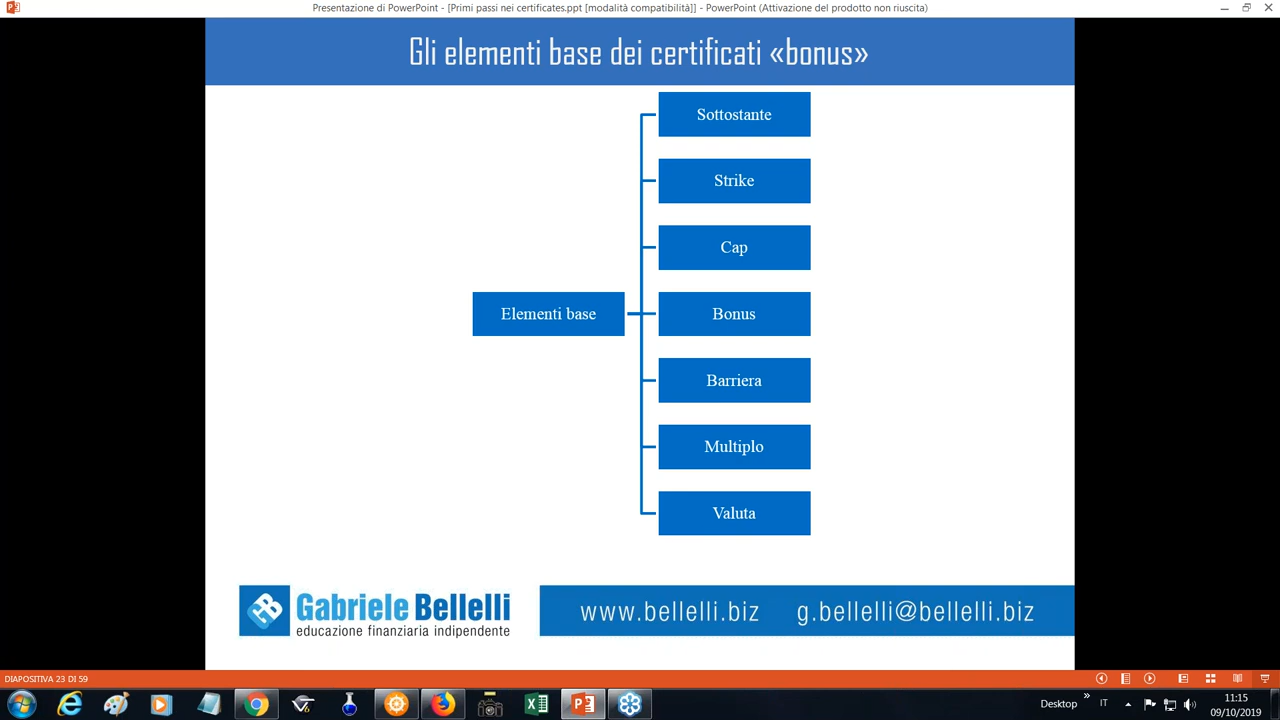 Presentazione di PowerPoint - [Primi passi nei certificates.ppt [modalità compatibilità]] - PowerPoint (Attivazione del prodotto non riuscita)
Gli elementi base dei certificati «bonus»
Sottostante
Strike
Cap
Elementi base
Bonus
Barriera
Multiplo
Valuta
Gabriele Bellelli
educazione finanziaria indipendente
www.bellelli.biz g.bellelli@bellelli.biz
DIAPOSITIVA 23 DI 59
Desktop
IT
11:15
09/10/2019